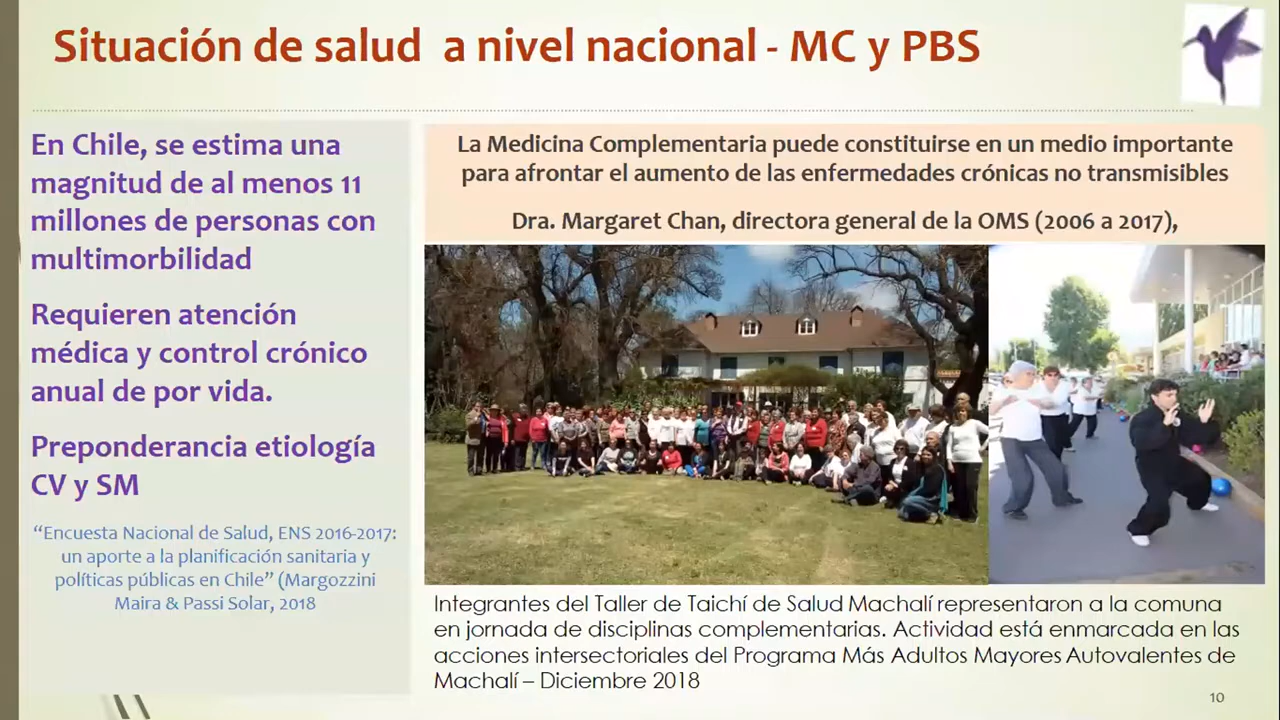 Situación de salud a nivel nacional - MC y PBS
En Chile, se estima una
magnitud de al menos 11
millones de personas con
multimorbilidad
Requieren atención
médica y control crónico
anual de por vida.
Preponderancia etiología
CV y SM
“Encuesta Nacional de Salud, ENS 2016-2017:
un aporte a la planificación sanitaria y
políticas públicas en Chile” (Margozzini
Maira & Passi Solar, 2018
La Medicina Complementaria puede constituirse en un medio importante
para afrontar el aumento de las enfermedades crónicas no transmisibles
Dra. Margaret Chan, directora general de la OMS (2006 a 2017),
Integrantes del Taller de Taichí de Salud Machalí representaron a la comuna
en jornada de disciplinas complementarias. Actividad está enmarcada en las
acciones intersectoriales del Programa Más Adultos Mayores Autovalentes de
Machalí – Diciembre 2018
10